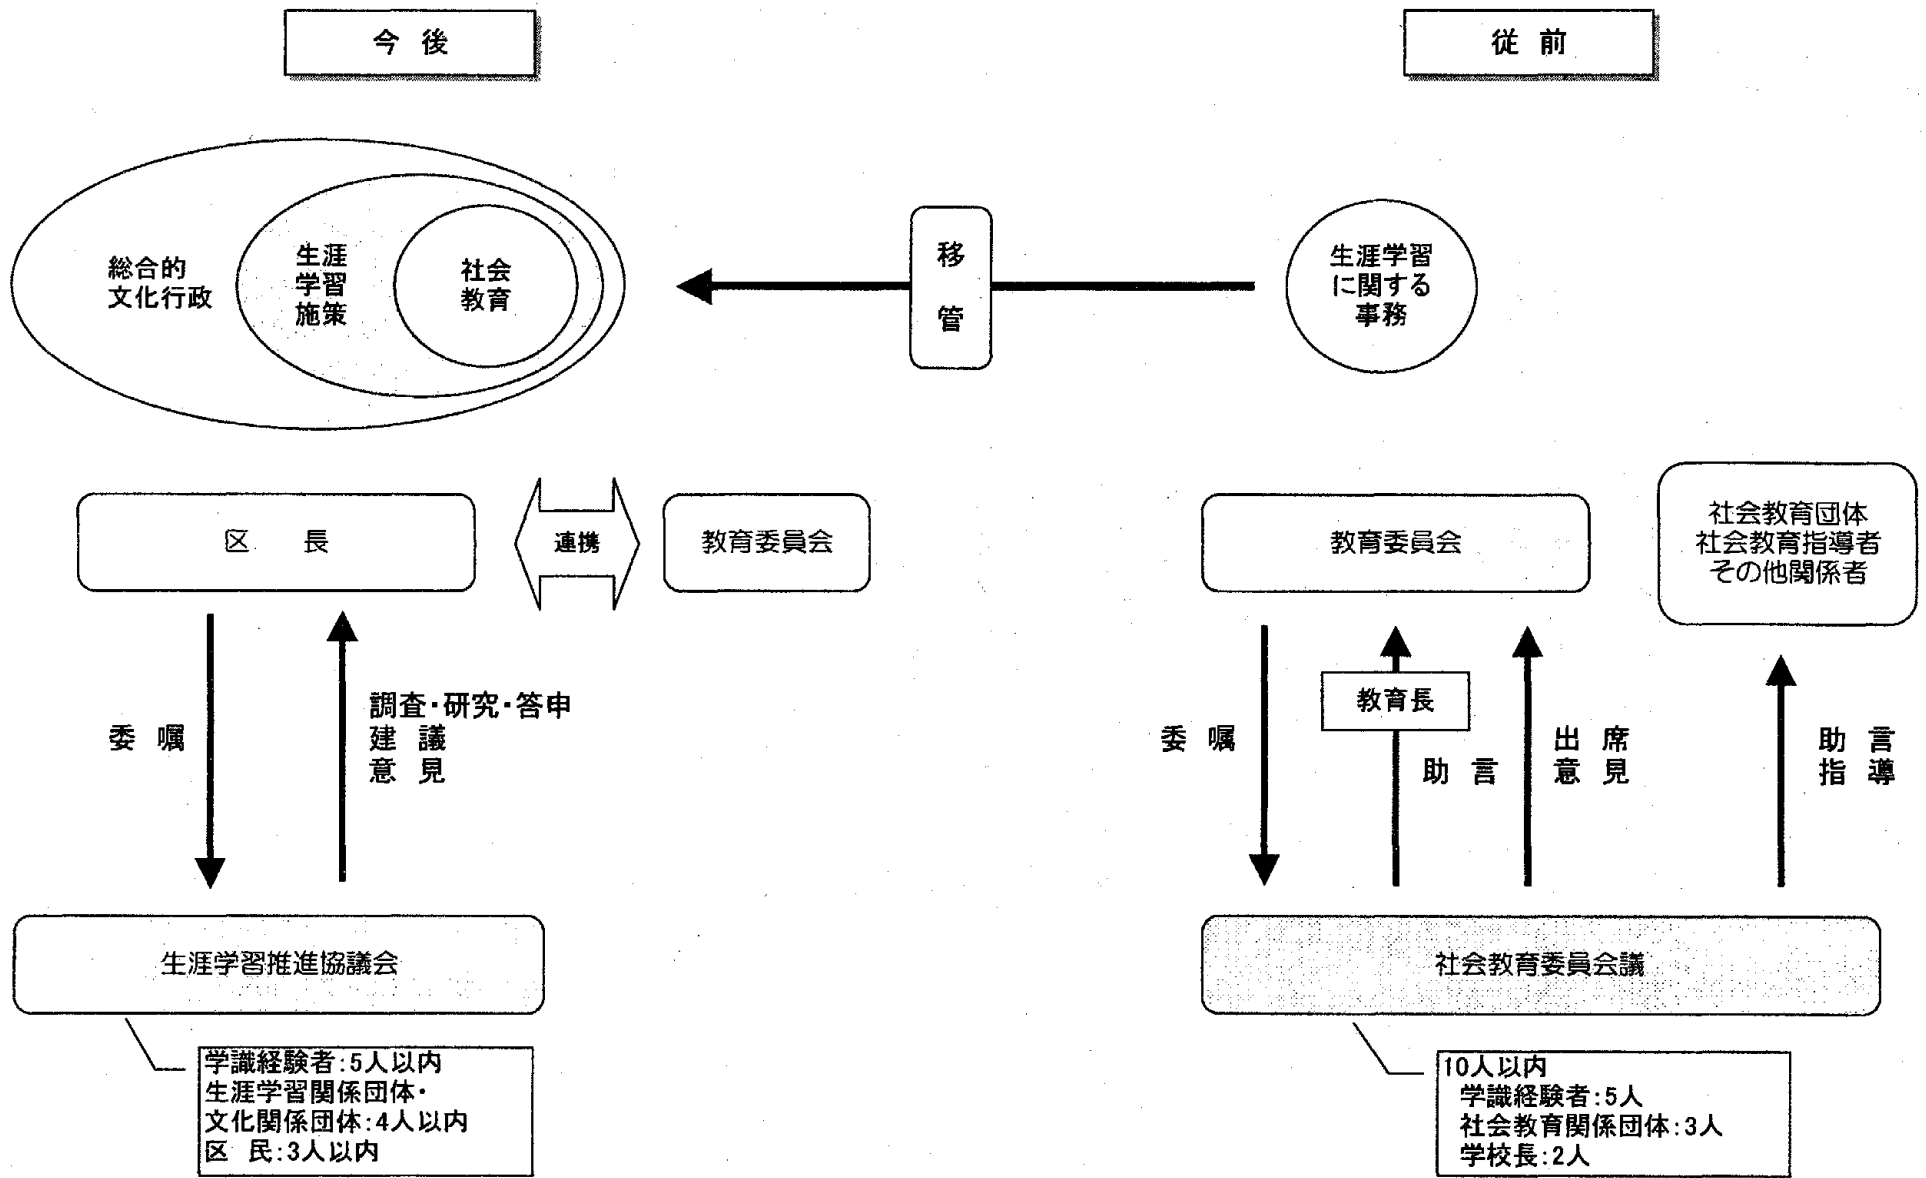 今 後
従 前
総合的
文化行政
生涯
学習
施策
社会
教育
移
管
生涯学習
に関する
事務
区 長
連携
教育委員会
教育委員会
社会教育団体
社会教育指導者
その他関係者
委 嘱
調査・研究・答申
建 議
意 見
委 嘱
教育長
助 言
出 席
意 見
助 言
指 導
生涯学習推進協議会
社会教育委員会議
学識経験者:5人以内
生涯学習関係団体・
文化関係団体:4人以内
区 民:3人以内
10人以内
学識経験者:5人
社会教育関係団体:3人
学校長:2人